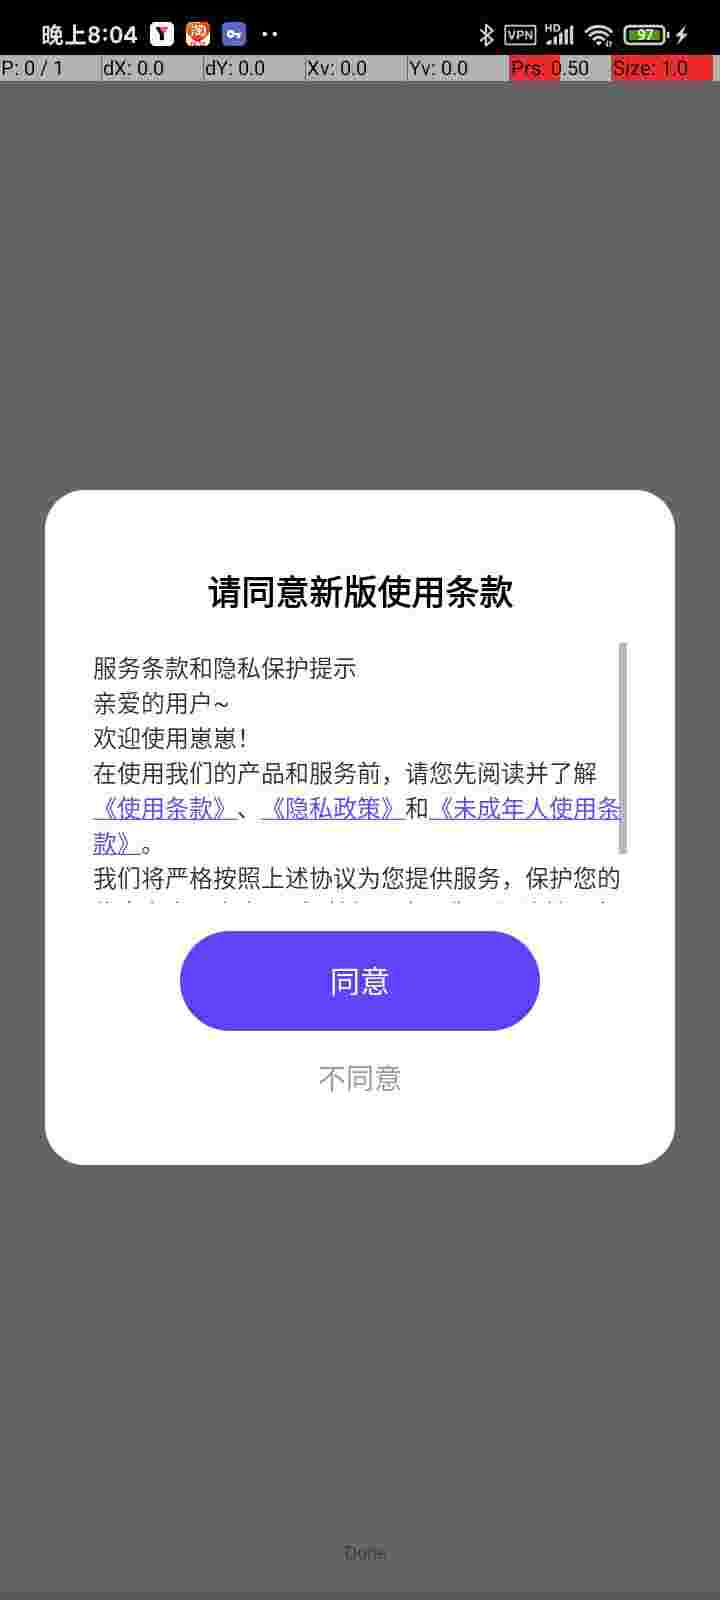 晚上8:04
VPN
HD
97
P: 0 / 1
dX: 0.0
dY: 0.0
Xv: 0.0
Yv: 0.0
Prs: 0.50
Size: 1.0
请同意新版使用条款
服务条款和隐私保护提示
亲爱的用户~
欢迎使用崽崽!
在使用我们的产品和服务前，请您先阅读并了解
《使用条款》、《隐私政策》和《未成年人使用条
款》。
我们将严格按照上述协议为您提供服务，保护您的
同意
不同意
Done